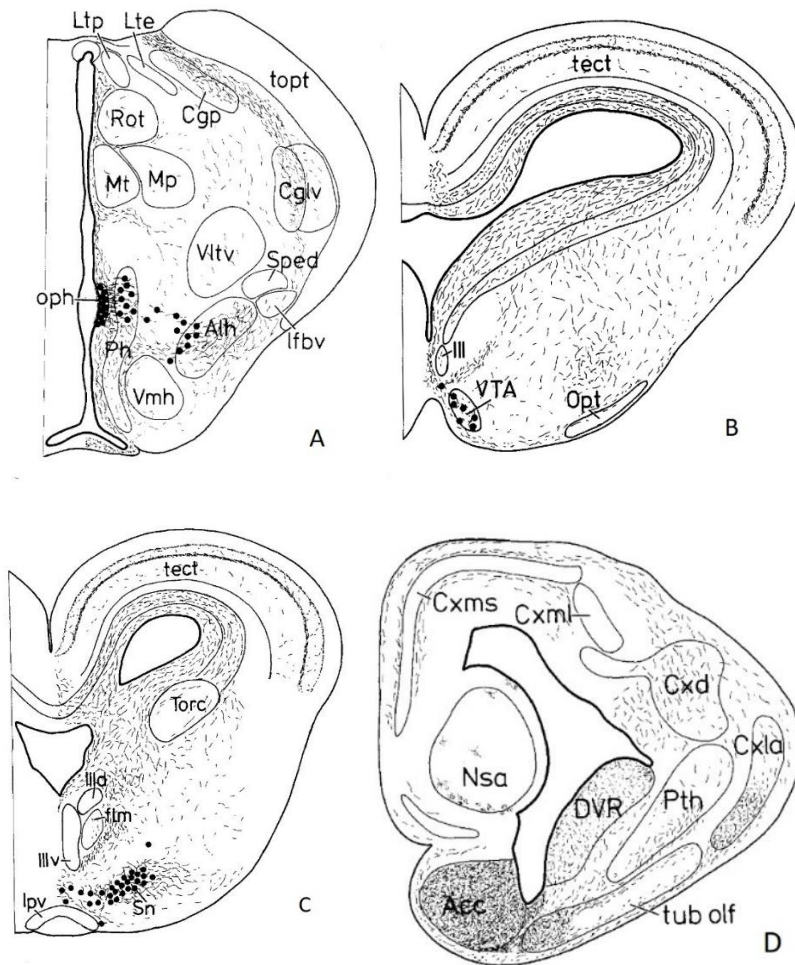 Ltp Lte
topt
Cgp
Rot
Mt Mp
Cglv
Vltv
Sped
oph
Alh
lfbv
Ph
Vmh
A
tect
III
VTA
Opt
B
tect
Torc
IIId
flm
IIIv
Sn
Ipv
C
Cxms
Cxml
Cxd
Cxla
Nsa
DVR
Pth
Acc
tub olf
D